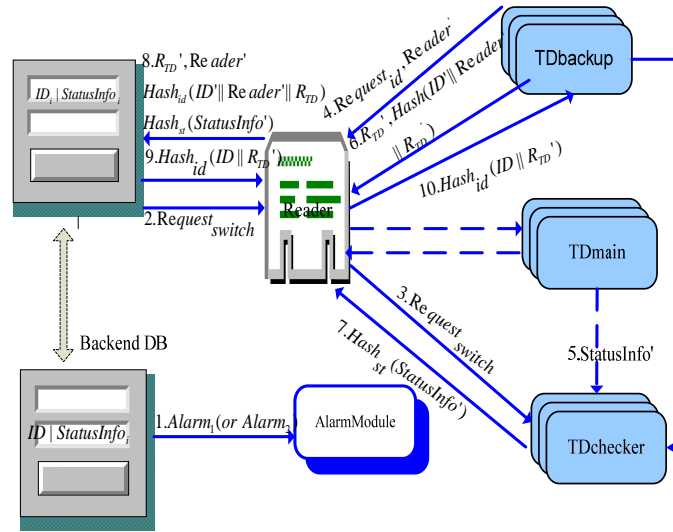 8.R_TD',Reader'
Hash_id(ID'||Reader'||R_TD)
Hash_st(StatusInfo')
ID_i | StatusInfo_i
9.Hash_id(ID || R_TD')
2.Request_switch
4.Request_id,Reader'
6.R_TD',Hash(ID'||Reader'
|| R_TD')
10.Hash_id(ID || R_TD')
TDbackup
Reader
TDmain
3.Request_switch
7.Hash_st(StatusInfo')
5.StatusInfo'
Backend DB
ID | StatusInfo_i
1.Alarm_1(or Alarm_2)
AlarmModule
TDchecker